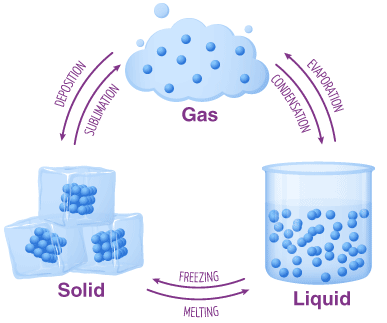 DEPOSITION
SUBLIMATION
Gas
EVAPORATION
CONDENSATION
Solid
FREEZING
MELTING
Liquid